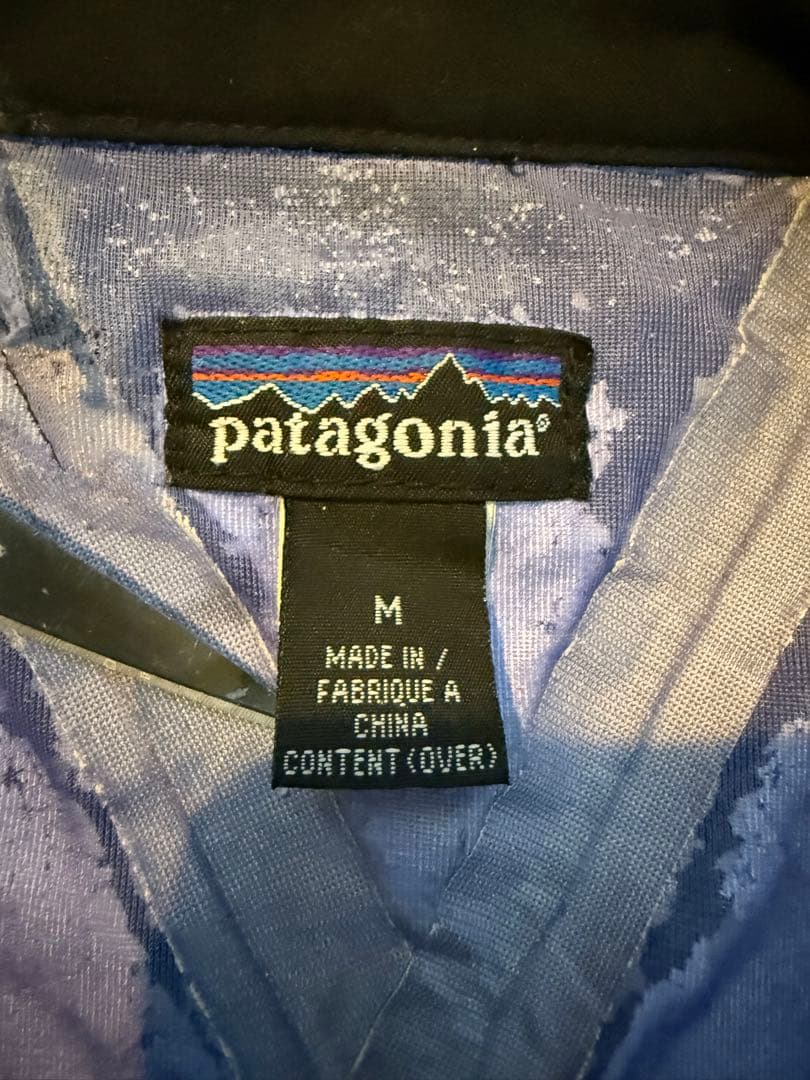 patagonia®
M
MADE IN /
FABRIQUE A
CHINA
CONTENT (OVER)